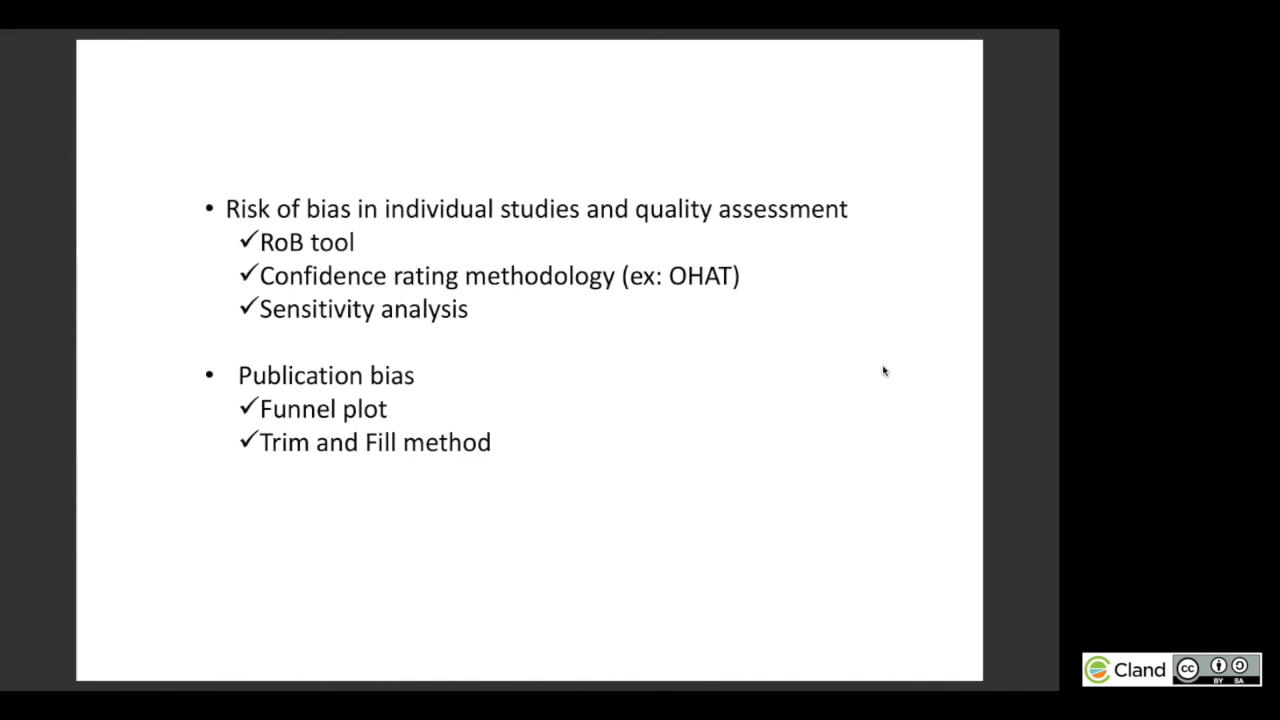 • Risk of bias in individual studies and quality assessment
✓RoB tool
✓Confidence rating methodology (ex: OHAT)
✓Sensitivity analysis
• Publication bias
✓Funnel plot
✓Trim and Fill method
Cland
cc
BY SA